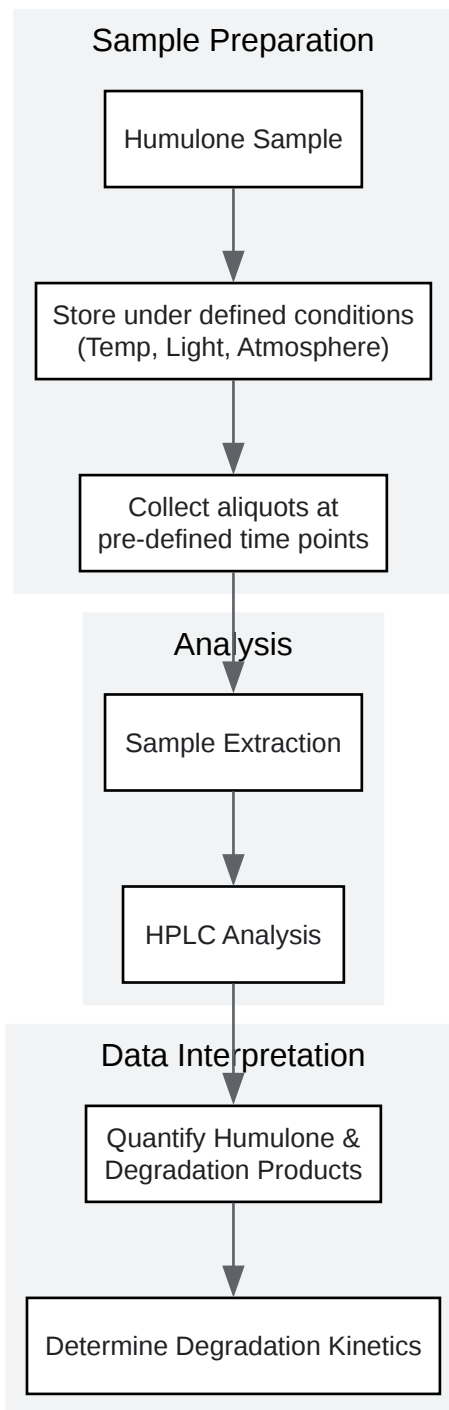 Sample Preparation
Humulone Sample
Store under defined conditions
(Temp, Light, Atmosphere)
Collect aliquots at
pre-defined time points
Analysis
Sample Extraction
HPLC Analysis
Data Interpretation
Quantify Humulone &
Degradation Products
Determine Degradation Kinetics